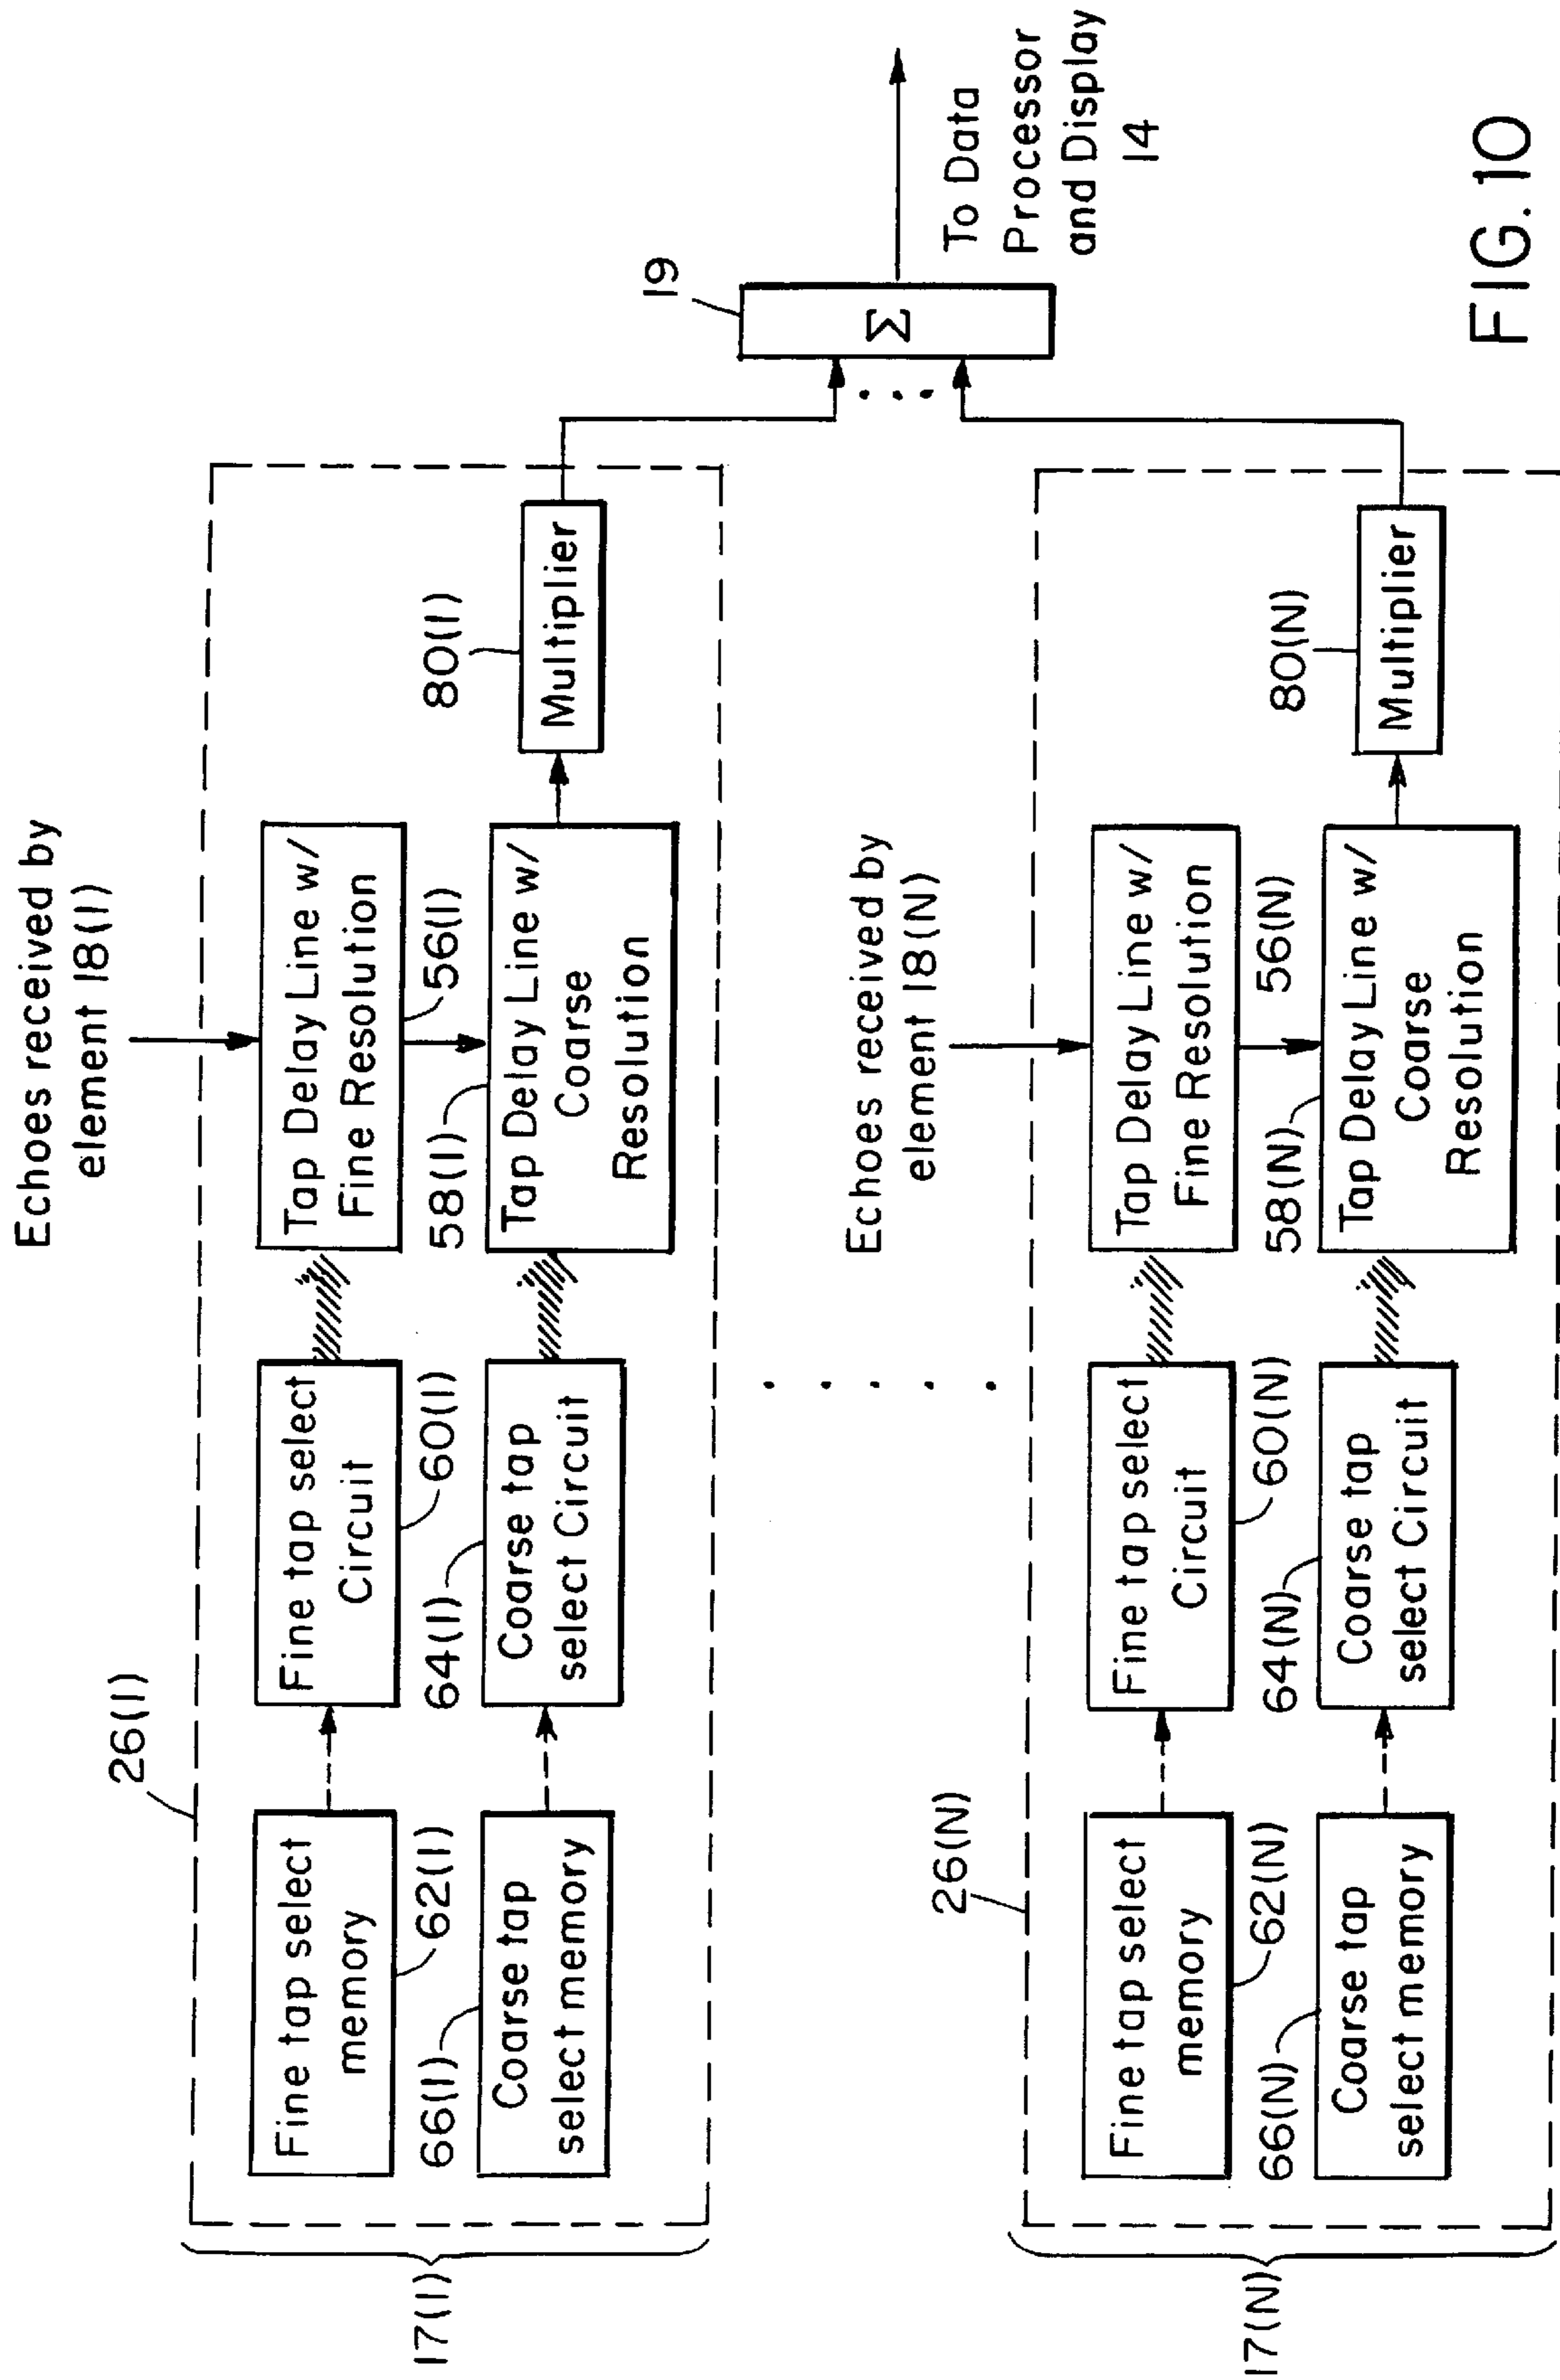 Echoes received by
element 18(1)
26(1)
Fine tap select
memory
62(1)
Fine tap select
Circuit
60(1)
Tap Delay Line w/
Fine Resolution
56(1)
66(1)
Coarse tap
select memory
64(1)
Coarse tap
select Circuit
58(1)
Tap Delay Line w/
Coarse
Resolution
80(1)
Multiplier
17(1)
19
Σ
To Data
Processor
and Display
14
Echoes received by
element 18(N)
26(N)
Fine tap select
memory
62(N)
Fine tap select
Circuit
60(N)
Tap Delay Line w/
Fine Resolution
56(N)
66(N)
Coarse tap
select memory
64(N)
Coarse tap
select Circuit
58(N)
Tap Delay Line w/
Coarse
Resolution
80(N)
Multiplier
17(N)
FIG. 10